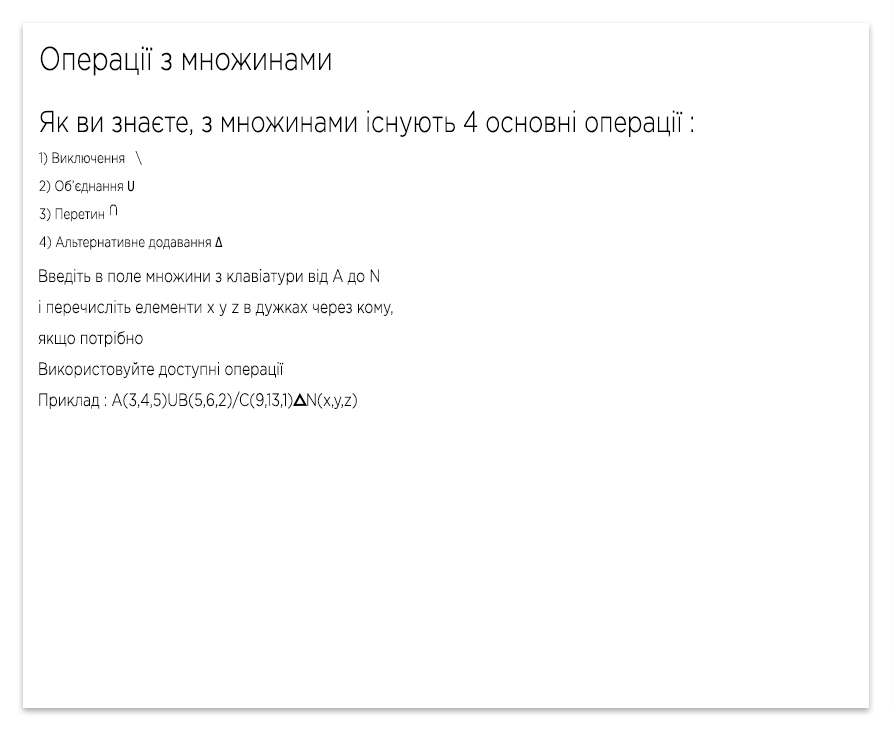 Операції з множинами
Як ви знаєте, з множинами існують 4 основні операції :
1) Виключення \
2) Об'єднання U
3) Перетин ∩
4) Альтернативне додавання Δ
Введіть в поле множини з клавіатури від А до N
і перечисліть елементи x y z в дужках через кому,
якщо потрібно
Використовуйте доступні операції
Приклад : A(3,4,5)UB(5,6,2)/C(9,13,1)ΔN(x,y,z)